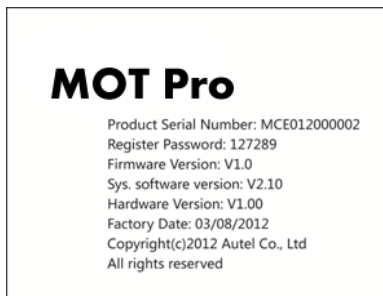 MOT Pro
Product Serial Number: MCE012000002
Register Password: 127289
Firmware Version: V1.0
Sys. software version: V2.10
Hardware Version: V1.00
Factory Date: 03/08/2012
Copyright(c)2012 Autel Co., Ltd
All rights reserved